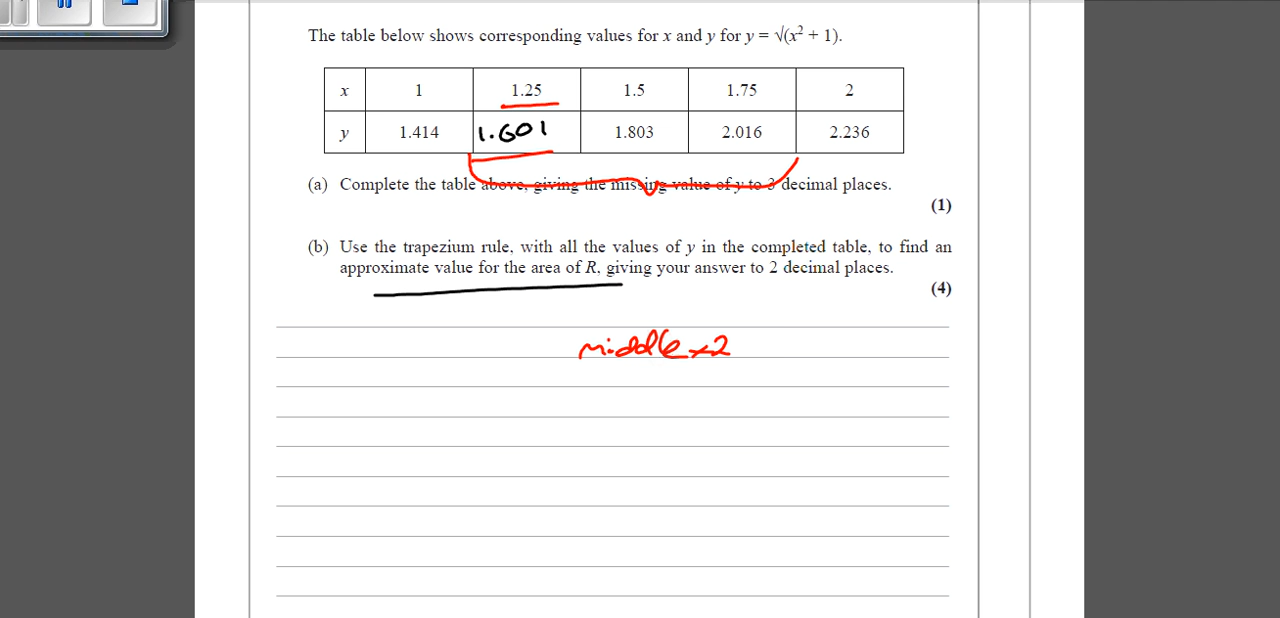 The table below shows corresponding values for x and y for y = √(x² + 1).
x 1 1.25 1.5 1.75 2
y 1.414 1.601 1.803 2.016 2.236
(a) Complete the table above, giving the missing value of y to 3 decimal places.
(1)
(b) Use the trapezium rule, with all the values of y in the completed table, to find an
approximate value for the area of R, giving your answer to 2 decimal places.
(4)
middle ×2